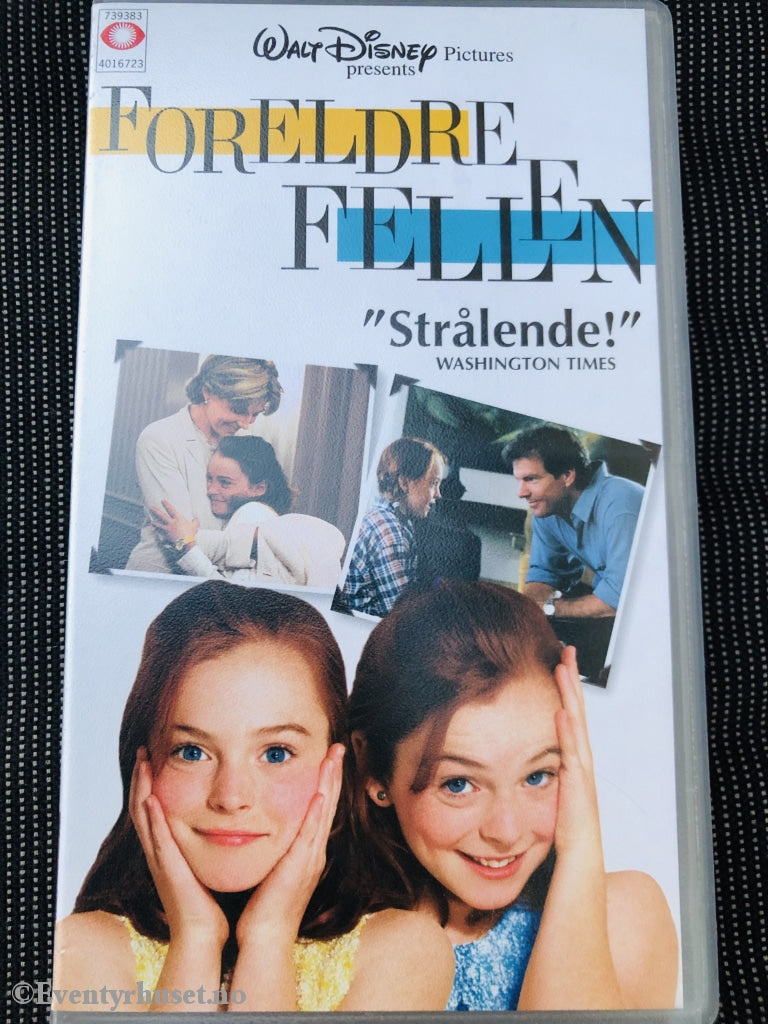 739383
4016723
WALT DISNEY Pictures
presents
FORELDRE
FELLEN
"Strålende!"
WASHINGTON TIMES
©Eventyrhuset.no